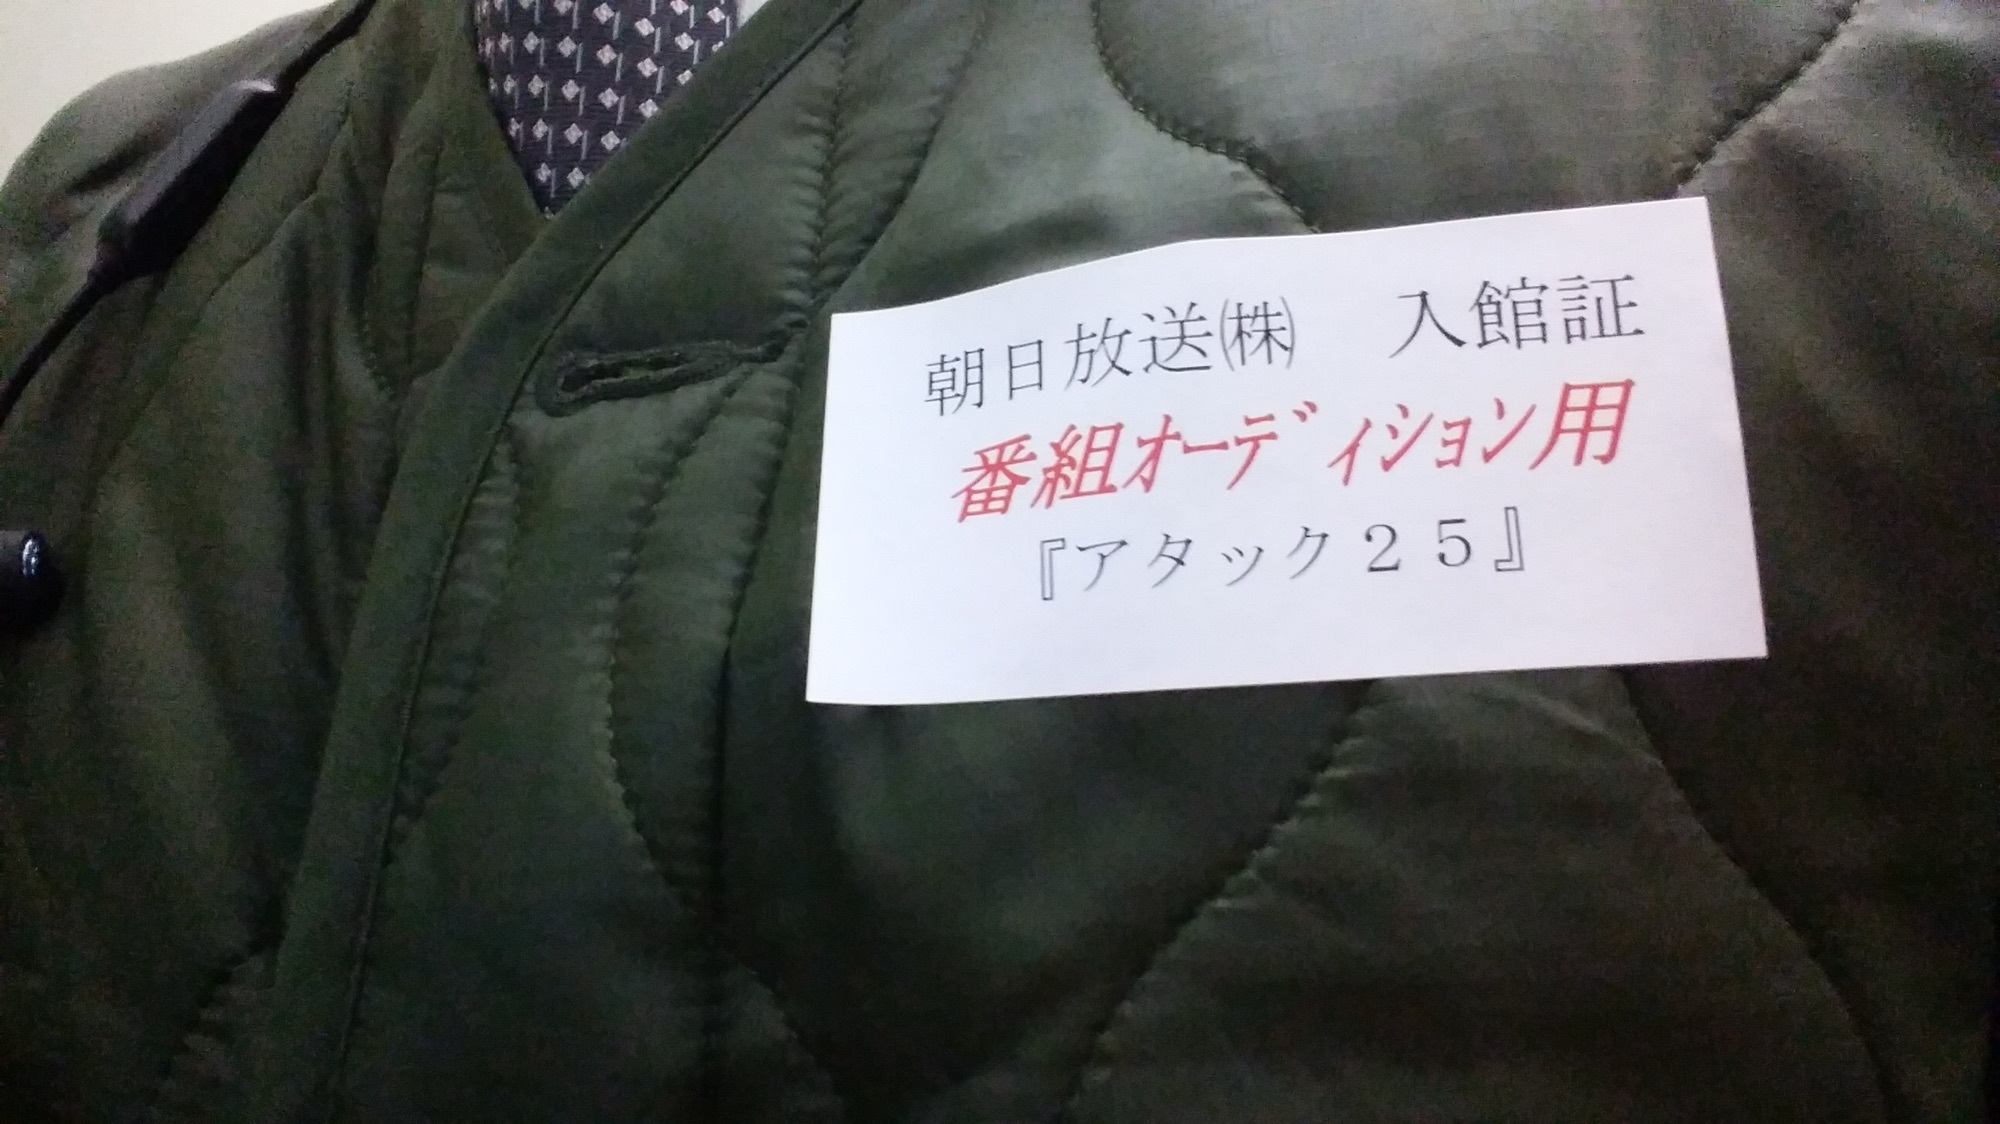 朝日放送㈱　入館証
番組ｵｰﾃﾞｨｼｮﾝ用
『アタック２５』